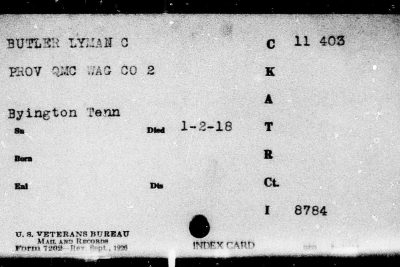 BUTLER LYMAN C C 11 403
PROV QMC WAG CO 2 K
A
Byington Tenn
Sn Died 1-2-18 T
Born R
Enl Dis Ct.
I 8784
U. S. VETERANS BUREAU
MAIL AND RECORDS
Form 7202—Rev. Sept., 1926
INDEX CARD